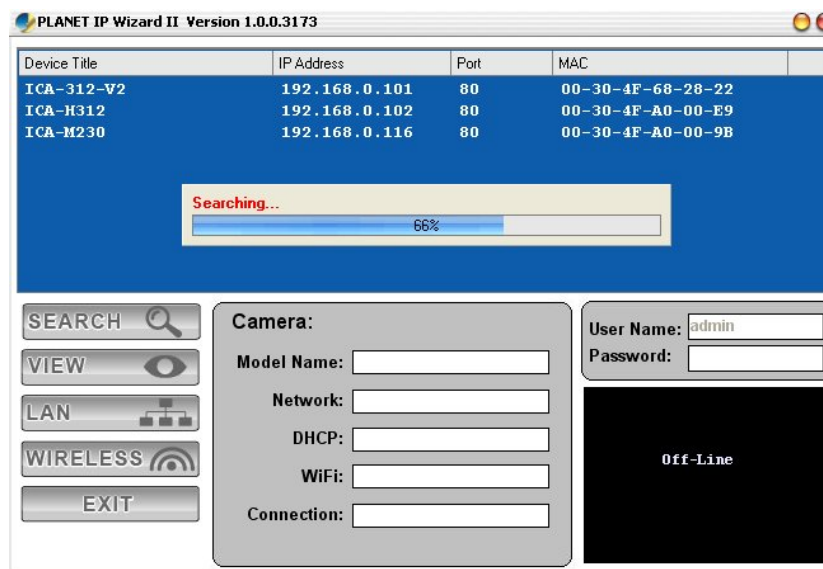 PLANET IP Wizard II Version 1.0.0.3173
Device Title IP Address Port MAC
ICA-312-V2 192.168.0.101 80 00-30-4F-68-28-22
ICA-H312 192.168.0.102 80 00-30-4F-A0-00-E9
ICA-M230 192.168.0.116 80 00-30-4F-A0-00-9B
Searching...
66%
SEARCH
VIEW
LAN
WIRELESS
EXIT
Camera:
Model Name:
Network:
DHCP:
WiFi:
Connection:
User Name: admin
Password:
Off-Line